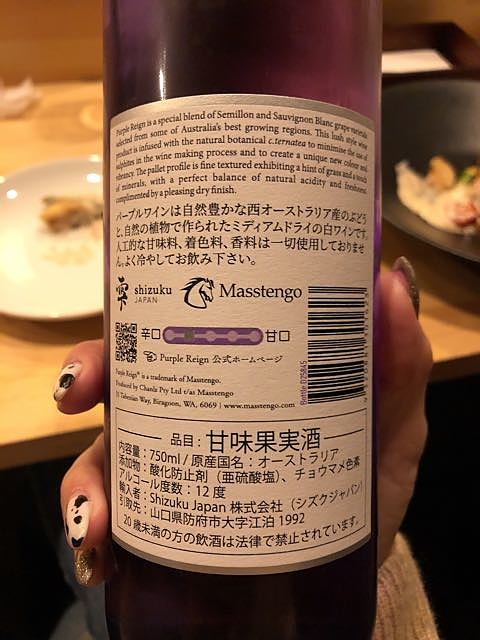 Purple Reign is a special blend of Semillon and Sauvignon Blanc grape varietals
selected from some of Australia's best growing regions. This lush style wine
product is infused with the natural botanical c.ternatea to minimise the use of
sulphites in the wine making process and to create a unique new colour and
The pallet profile is fine textured exhibiting a hint of grass and a touch
of minerals, with a perfect balance of natural acidity and freshness
complimented by a pleasing dry finish.
パープルワインは自然豊かな西オーストラリア産のぶどう
と、自然の植物で作られたミディアムドライの白ワインです。
人工的な甘味料、着色料、香料は一切使用しておりませ
ん。よく冷やしてお飲み下さい。
雫 shizuku JAPAN Masstengo
辛口 甘口
Purple Reign 公式ホームページ
Purple Reign® is a trademark of Masstengo.
Produced by Chanls Pty Ltd t/as Masstengo
Tabenian Way, Biragoon, WA, 6069 | www.masstengo.com
品目: 甘味果実酒
内容量:750ml / 原産国名:オーストラリア
添加物:酸化防止剤(亜硫酸塩)、チョウマメ色素
アルコール度数:12度
輸入者:Shizuku Japan 株式会社(シズクジャパン)
引取先:山口県防府市大字江泊 1992
20歳未満の方の飲酒は法律で禁止されています。